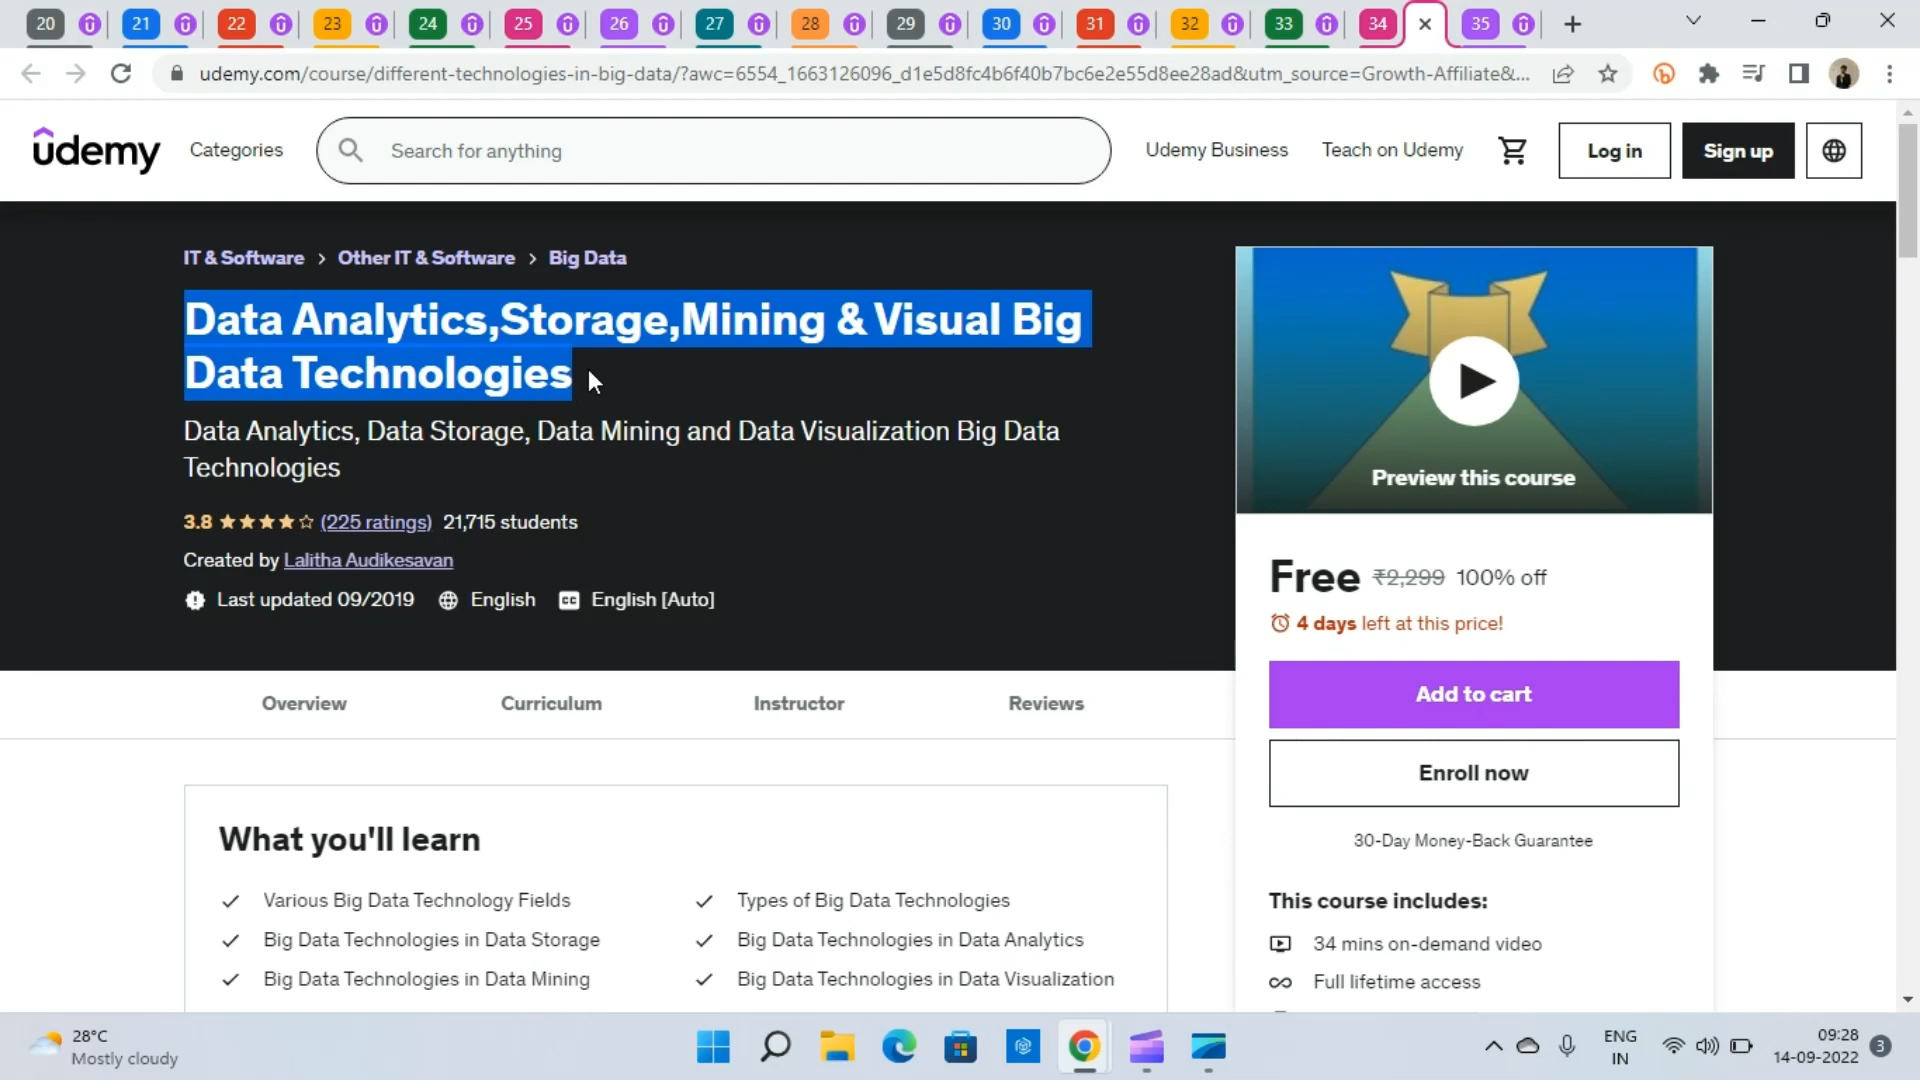 20 21 22 23 24 25 26 27 28 29 30 31 32 33 34 35
udemy.com/course/different-technologies-in-big-data/?awc=6554_1663126096_d1e5d8fc4b6f40b7bc6e2e55d8ee28ad&utm_source=Growth-Affiliate&...
udemy
Categories
Search for anything
Udemy Business
Teach on Udemy
Log in
Sign up
IT & Software > Other IT & Software > Big Data
Data Analytics,Storage,Mining & Visual Big
Data Technologies
Data Analytics, Data Storage, Data Mining and Data Visualization Big Data
Technologies
3.8 (225 ratings) 21,715 students
Created by Lalitha Audikesavan
Last updated 09/2019 English CC English [Auto]
Preview this course
Free ₹2,299 100% off
4 days left at this price!
Add to cart
Enroll now
30-Day Money-Back Guarantee
This course includes:
34 mins on-demand video
Full lifetime access
Overview
Curriculum
Instructor
Reviews
What you'll learn
Various Big Data Technology Fields
Types of Big Data Technologies
Big Data Technologies in Data Storage
Big Data Technologies in Data Analytics
Big Data Technologies in Data Mining
Big Data Technologies in Data Visualization
28°C
Mostly cloudy
ENG
IN
09:28
14-09-2022
3